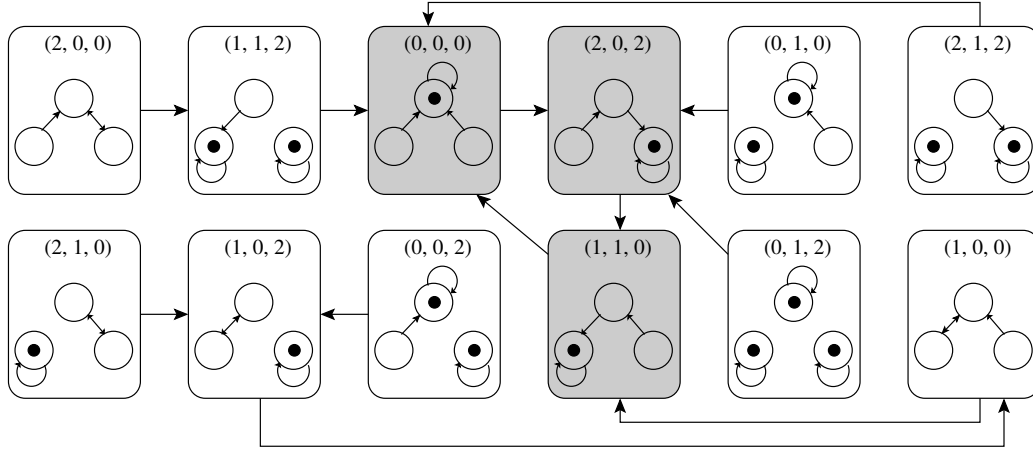 (2, 0, 0)
(1, 1, 2)
(0, 0, 0)
(2, 0, 2)
(0, 1, 0)
(2, 1, 2)
(2, 1, 0)
(1, 0, 2)
(0, 0, 2)
(1, 1, 0)
(0, 1, 2)
(1, 0, 0)